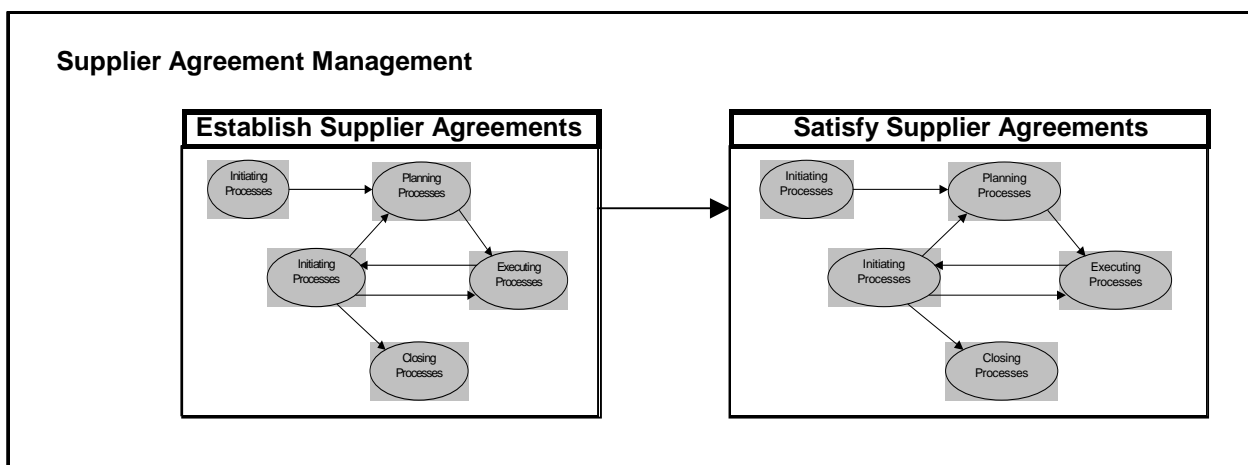 Supplier Agreement Management
Establish Supplier Agreements
Initiating
Processes
Planning
Processes
Initiating
Processes
Executing
Processes
Closing
Processes
Satisfy Supplier Agreements
Initiating
Processes
Planning
Processes
Initiating
Processes
Executing
Processes
Closing
Processes